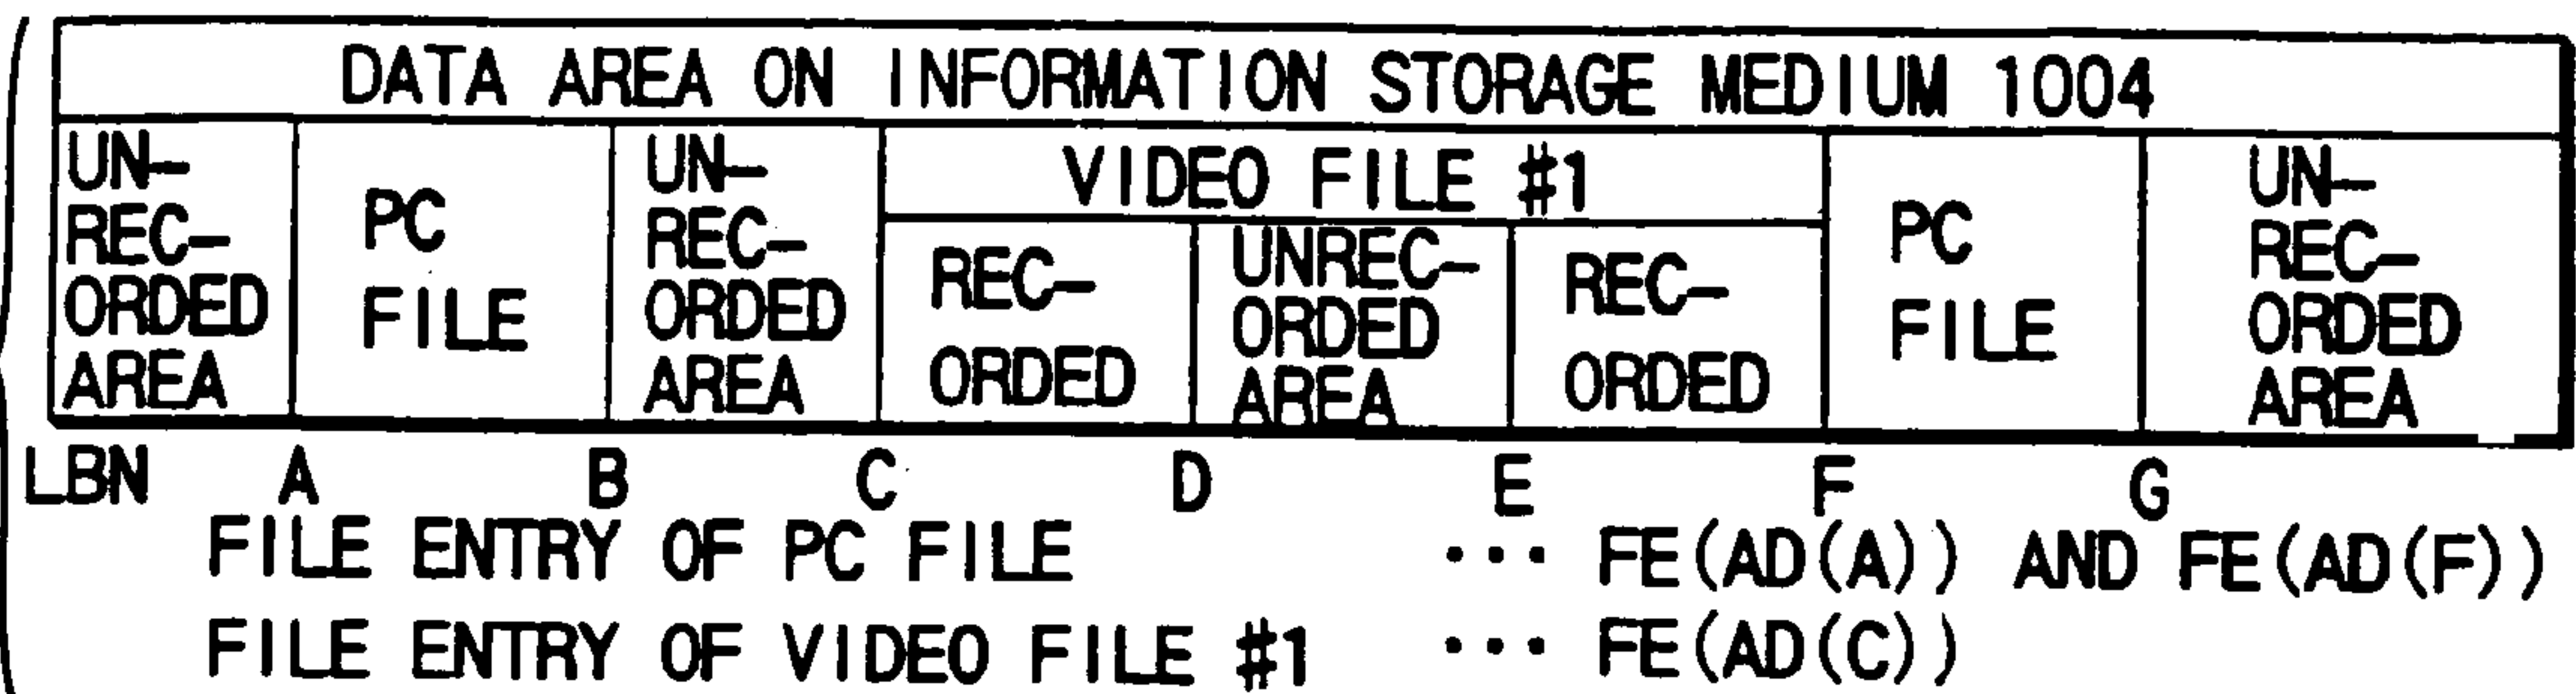 DATA AREA ON INFORMATION STORAGE MEDIUM 1004
UN-
REC-
ORDED
AREA
PC
FILE
UN-
REC-
ORDED
AREA
VIDEO FILE #1
REC-
ORDED
UNREC-
ORDED
AREA
REC-
ORDED
PC
FILE
UN-
REC-
ORDED
AREA
LBN A B C D E F G
FILE ENTRY OF PC FILE ··· FE(AD(A)) AND FE(AD(F))
FILE ENTRY OF VIDEO FILE #1 ··· FE(AD(C))